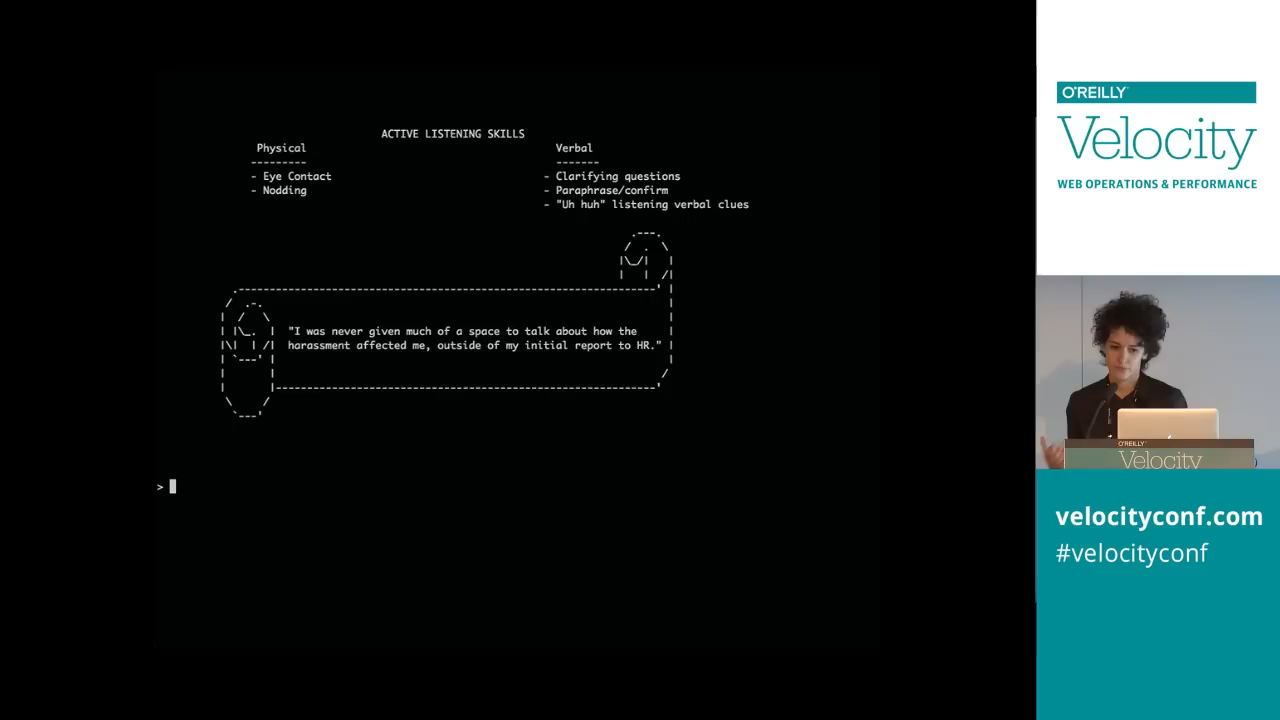 ACTIVE LISTENING SKILLS
Physical
---------
- Eye Contact
- Nodding
Verbal
-------
- Clarifying questions
- Paraphrase/confirm
- "Uh huh" listening verbal clues
"I was never given much of a space to talk about how the
harassment affected me, outside of my initial report to HR."
>
O'REILLY™
Velocity
WEB OPERATIONS & PERFORMANCE
O'REILLY
Velocity
velocityconf.com
#velocityconf